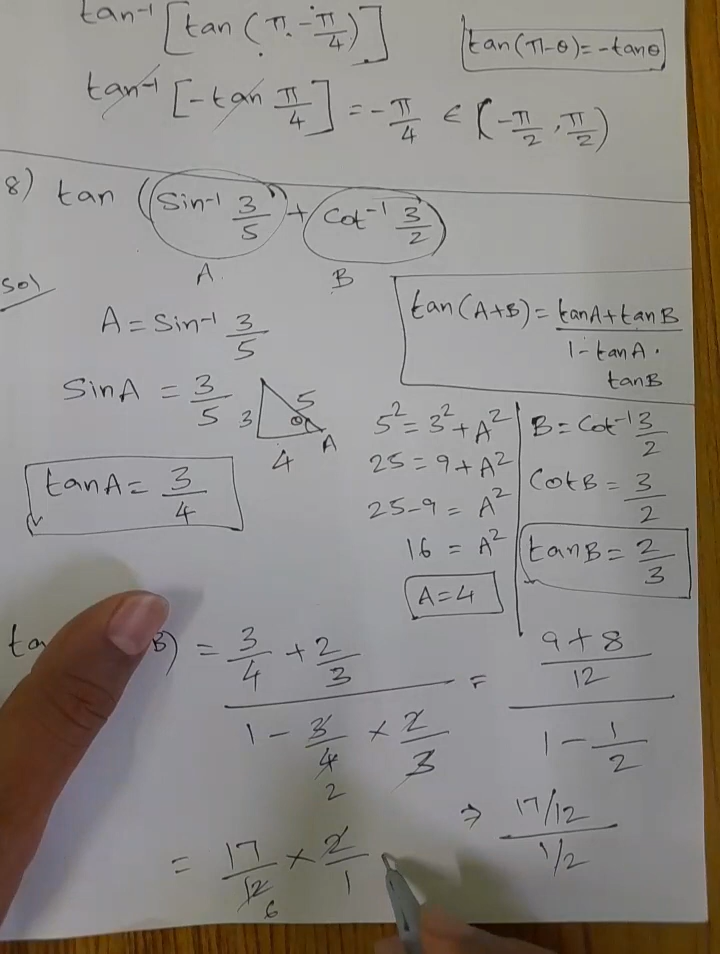 tan⁻¹ [tan (π - π/4)]
tan(π-θ) = -tanθ
tan⁻¹ [-tan π/4] = -π/4 ∈ (-π/2, π/2)
8) tan (Sin⁻¹ 3/5 + Cot⁻¹ 3/2)
A B
Sol
tan(A+B) = tanA + tanB / 1 - tanA . tanB
A = Sin⁻¹ 3/5
SinA = 3/5
3 5 θ A
4
tanA = 3/4
5² = 3² + A²
25 = 9 + A²
25-9 = A²
16 = A²
A = 4
B = Cot⁻¹ 3/2
CotB = 3/2
tanB = 2/3
ta B) = (3/4 + 2/3) / (1 - 3/4 × 2/3) = ((9+8)/12) / (1 - 1/2)
2
⇒ (17/12) / (1/2)
= 17/12 × 2/1
6